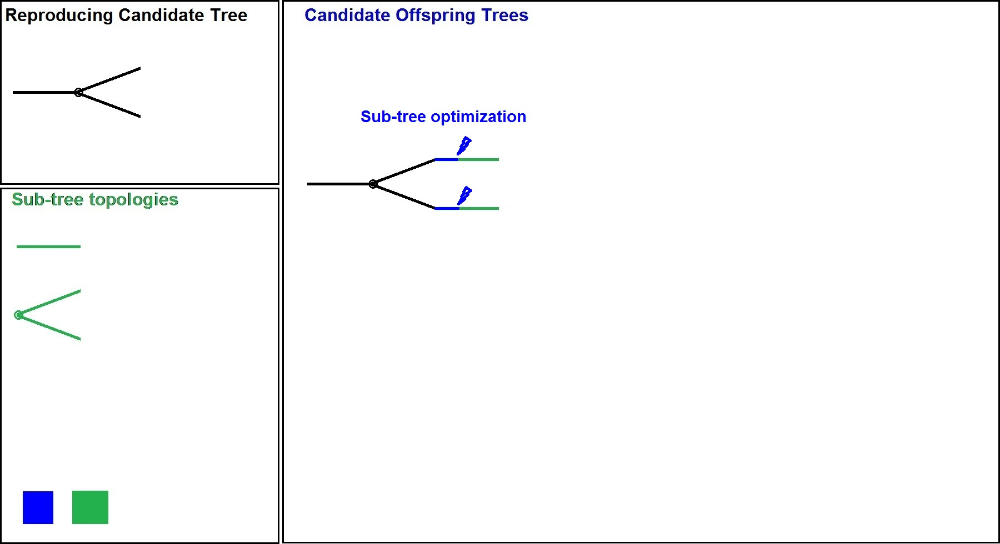 Reproducing Candidate Tree
Candidate Offspring Trees
Sub-tree optimization
Sub-tree topologies